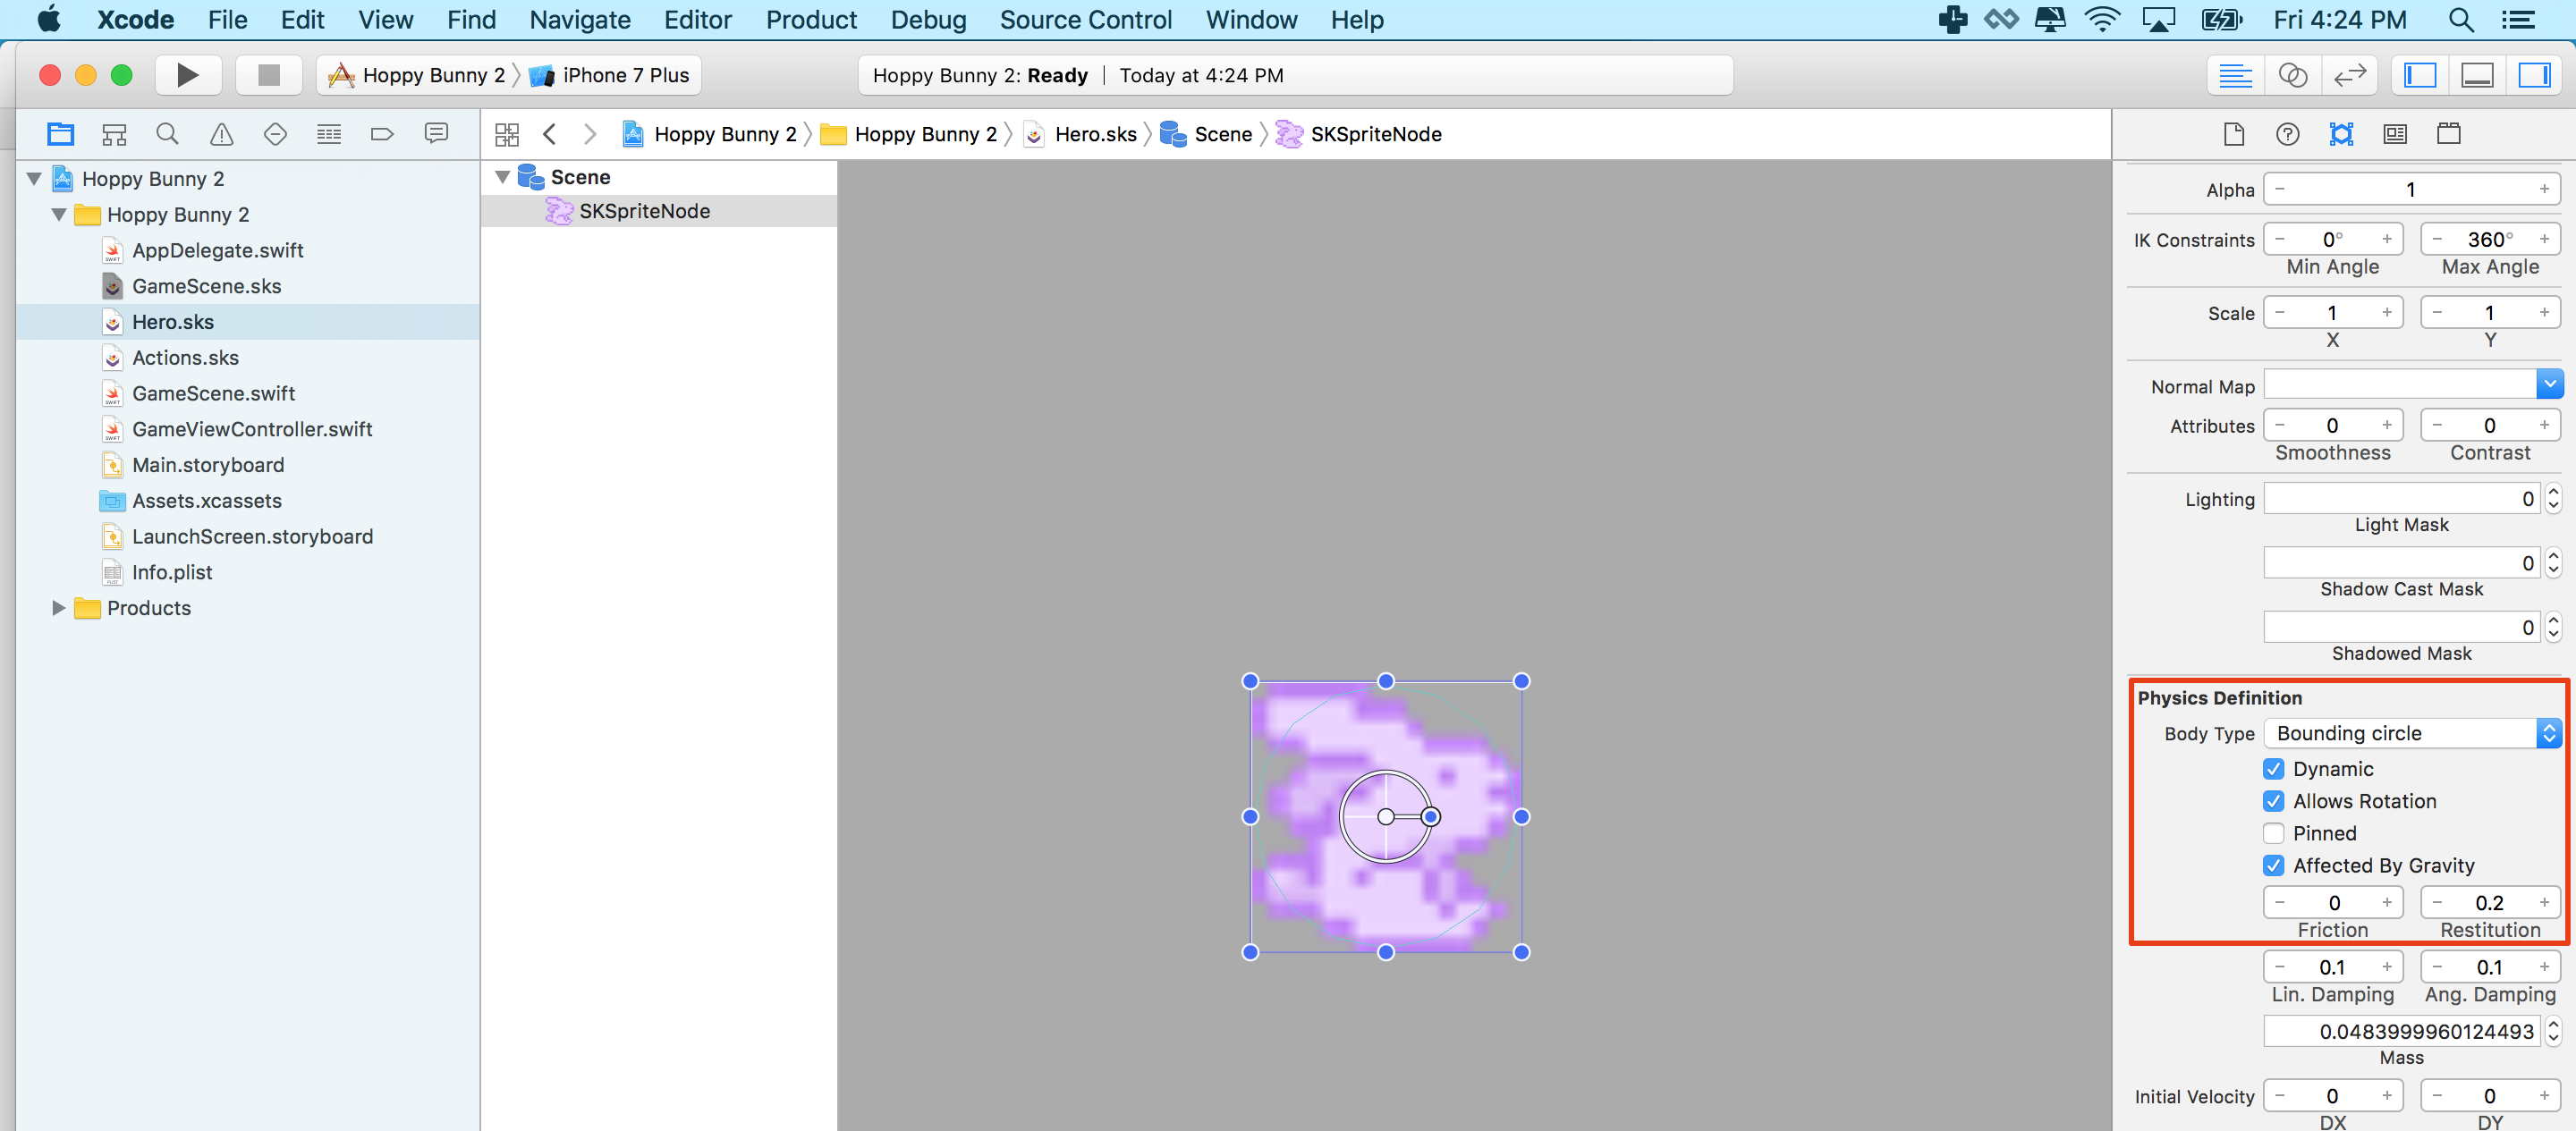 Xcode File Edit View Find Navigate Editor Product Debug Source Control Window Help Fri 4:24 PM
Hoppy Bunny 2 iPhone 7 Plus Hoppy Bunny 2: Ready | Today at 4:24 PM
Hoppy Bunny 2 Hoppy Bunny 2 Hero.sks Scene SKSpriteNode
Hoppy Bunny 2
Hoppy Bunny 2
AppDelegate.swift
GameScene.sks
Hero.sks
Actions.sks
GameScene.swift
GameViewController.swift
Main.storyboard
Assets.xcassets
LaunchScreen.storyboard
Info.plist
Products
Scene
SKSpriteNode
Alpha − 1 +
IK Constraints − 0° + − 360° +
Min Angle Max Angle
Scale − 1 + − 1 +
X Y
Normal Map
Attributes − 0 + − 0 +
Smoothness Contrast
Lighting 0
Light Mask
0
Shadow Cast Mask
0
Shadowed Mask
Physics Definition
Body Type Bounding circle
Dynamic
Allows Rotation
Pinned
Affected By Gravity
− 0 + − 0.2 +
Friction Restitution
− 0.1 + − 0.1 +
Lin. Damping Ang. Damping
0.0483999960124493
Mass
Initial Velocity − 0 + − 0 +
DX DY